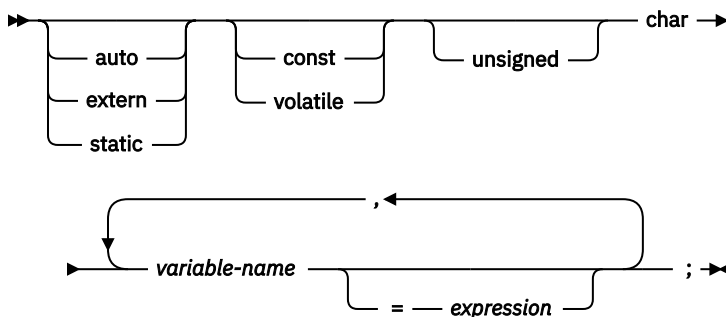 char
auto const unsigned
extern volatile
static
,
variable-name ;
= expression